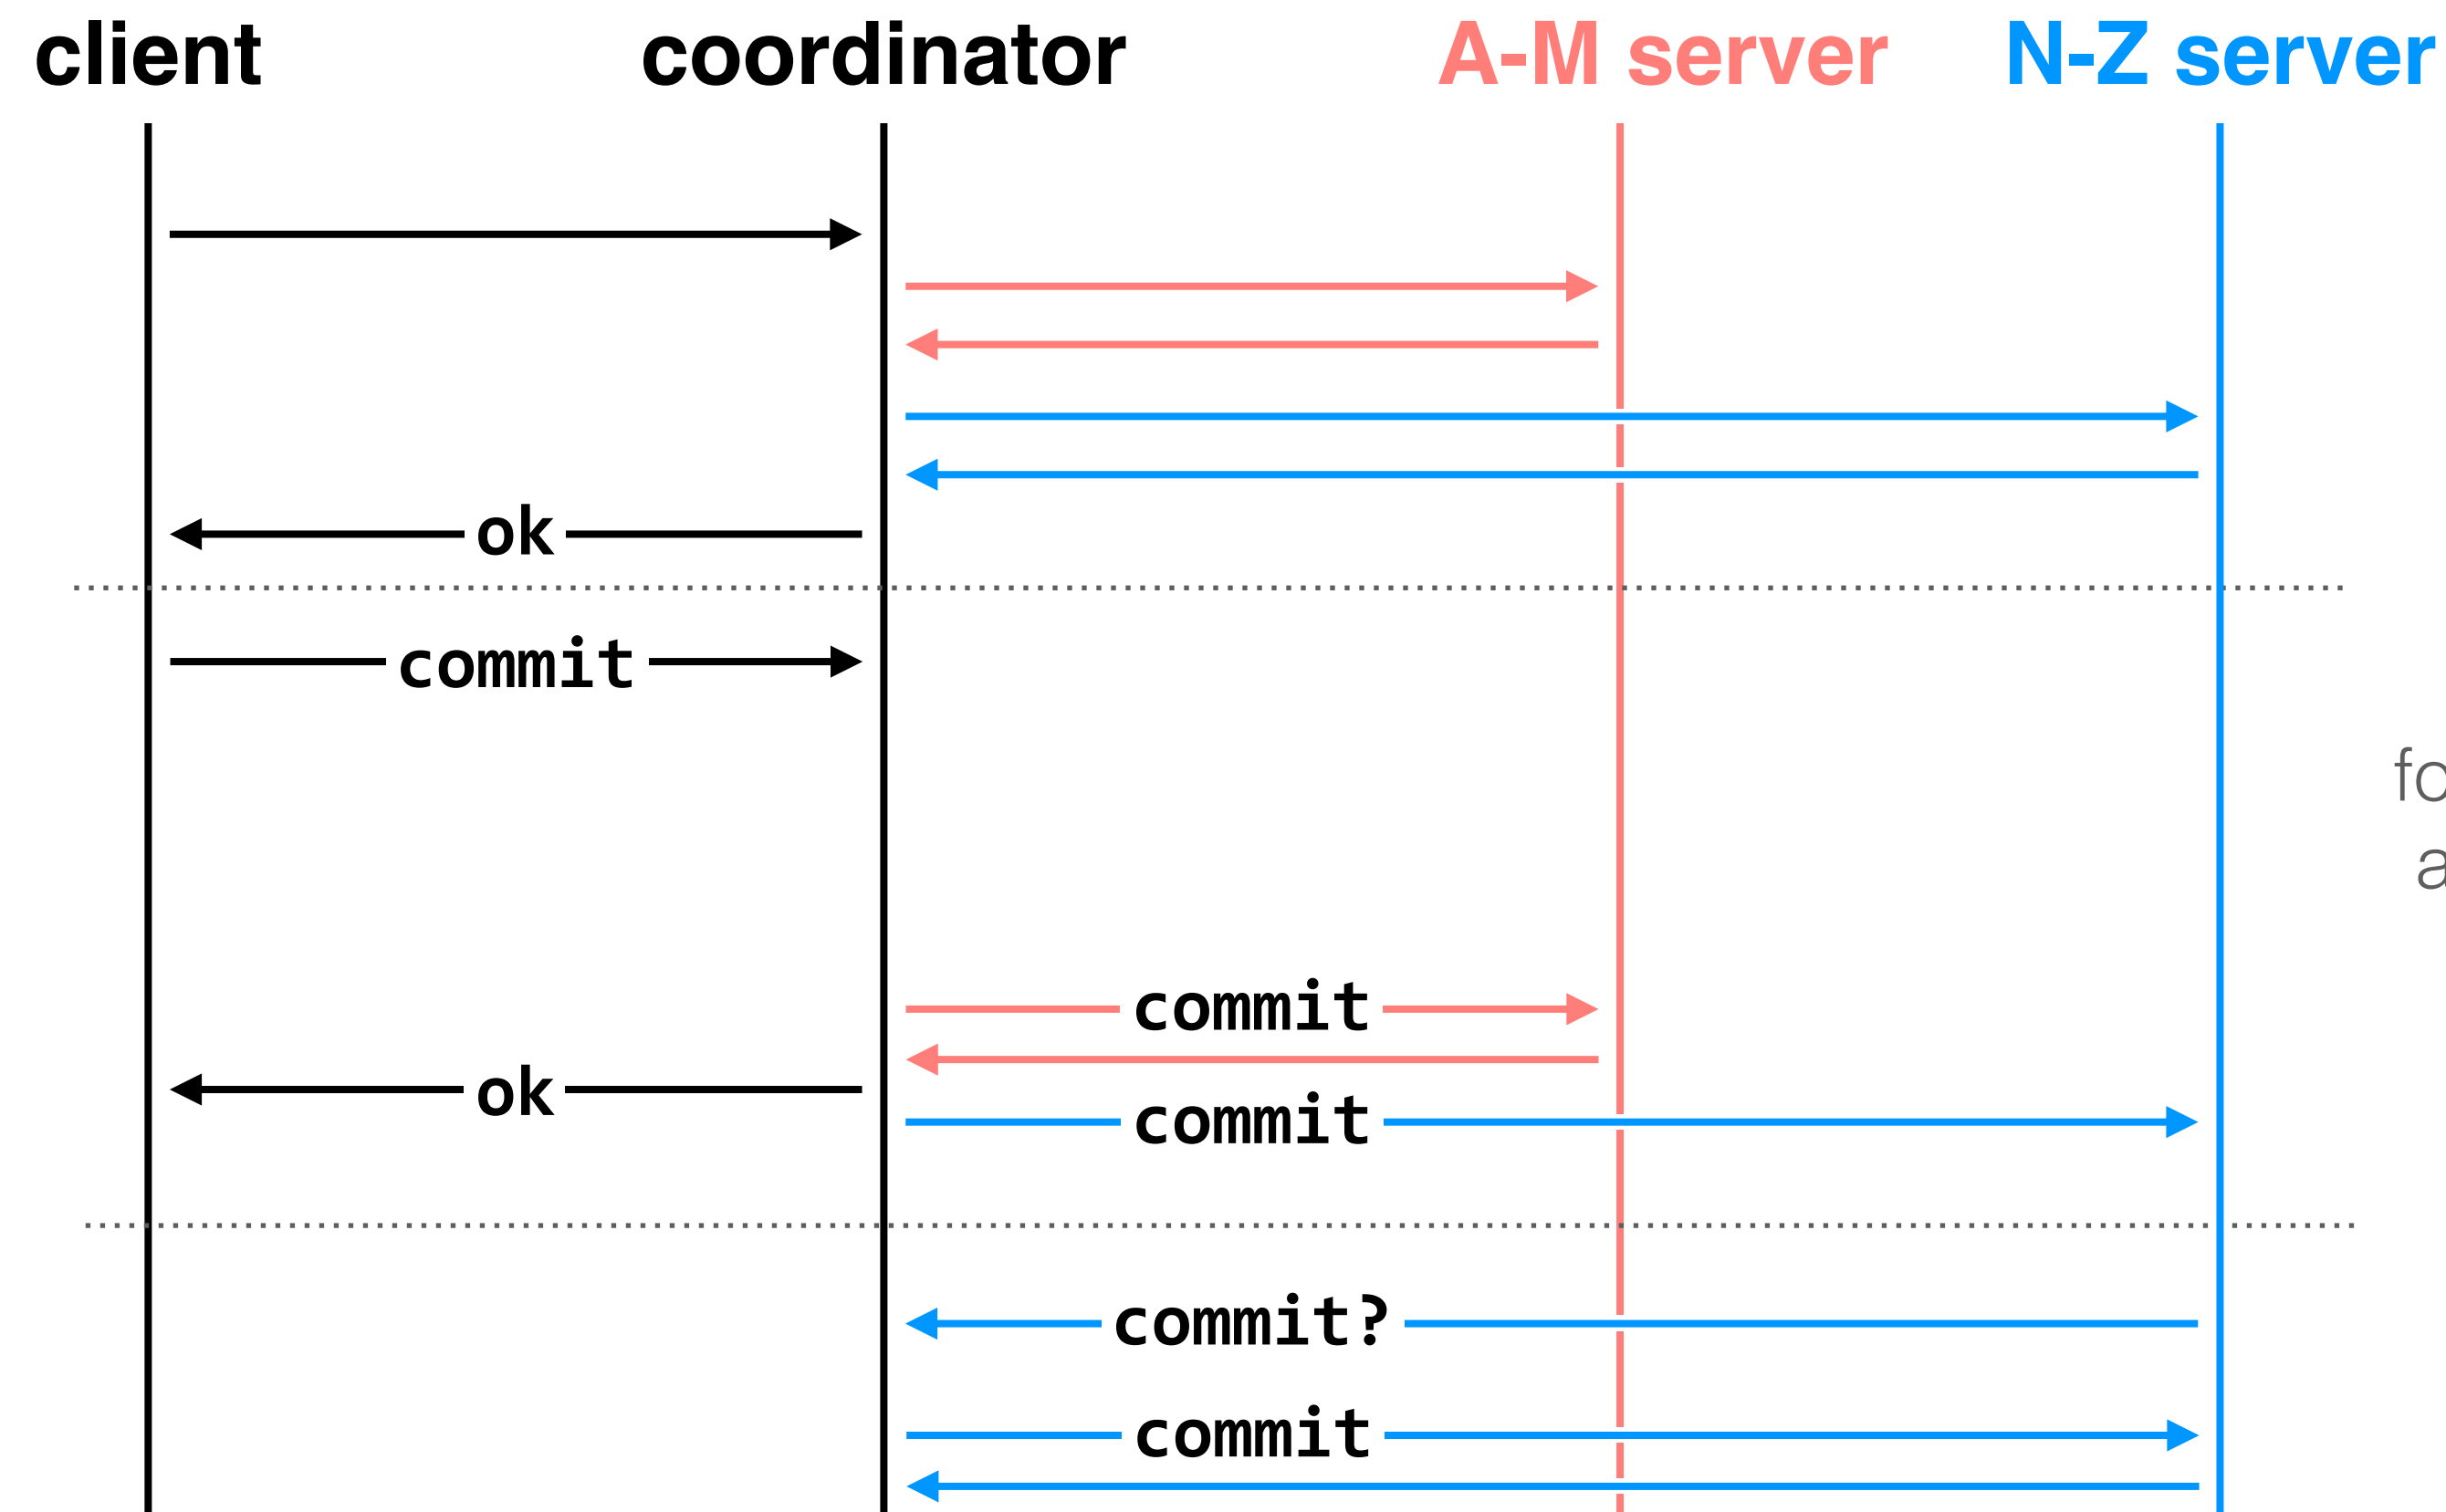 client coordinator A-M server N-Z server
ok
commit
commit
ok
commit
commit?
commit